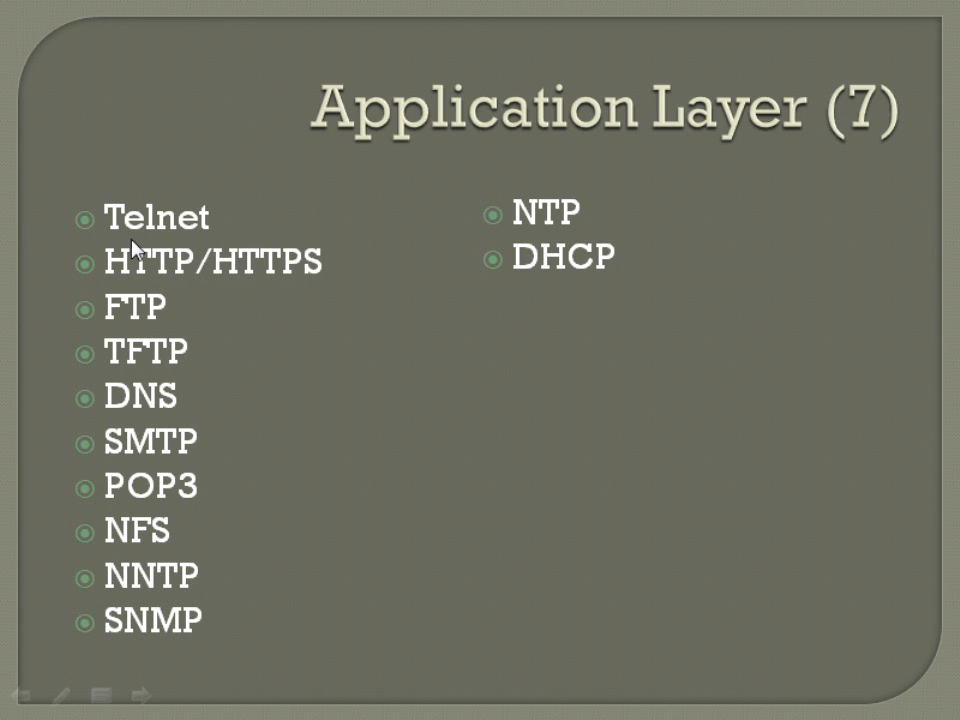 Application Layer (7)
Telnet
HTTP/HTTPS
FTP
TFTP
DNS
SMTP
POP3
NFS
NNTP
SNMP
NTP
DHCP